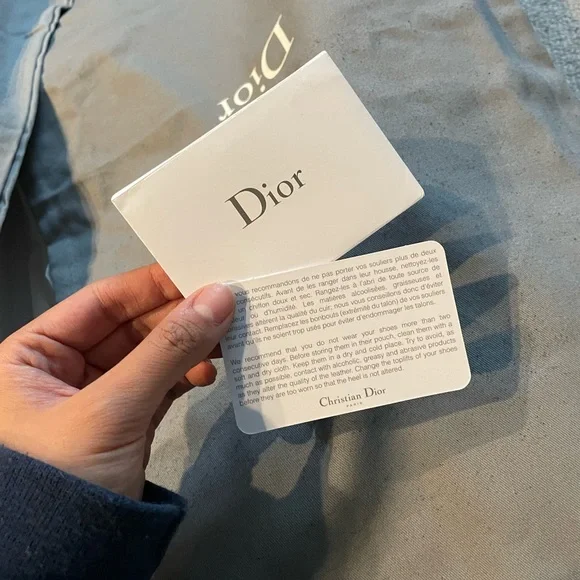 Dior
Dior
vous recommandons de ne pas porter vos souliers plus de deux
consécutifs. Avant de les ranger dans leur housse, nettoyez-les
un chiffon doux et sec. Rangez-les à l'abri de toute source de
ou d'humidité. Les matières alcoolisées, graisseuses et
altèrent la qualité du cuir, nous vous conseillons donc d'éviter
leur contact. Remplacez les bonbouts (extrêmité du talon) de vos souliers
avant qu'ils ne soient trop usés pour éviter d'endommager les talons.
We recommend that you do not wear your shoes more than two
consecutive days. Before storing them in their pouch, clean them with a
soft and dry cloth. Keep them in a dry and cold place. Try to avoid, as
much as possible, contact with alcoholic, greasy and abrasive products
as they alter the quality of the leather. Change the toplifts of your shoes
before they are too worn so that the heel is not altered.
Christian Dior
PARIS